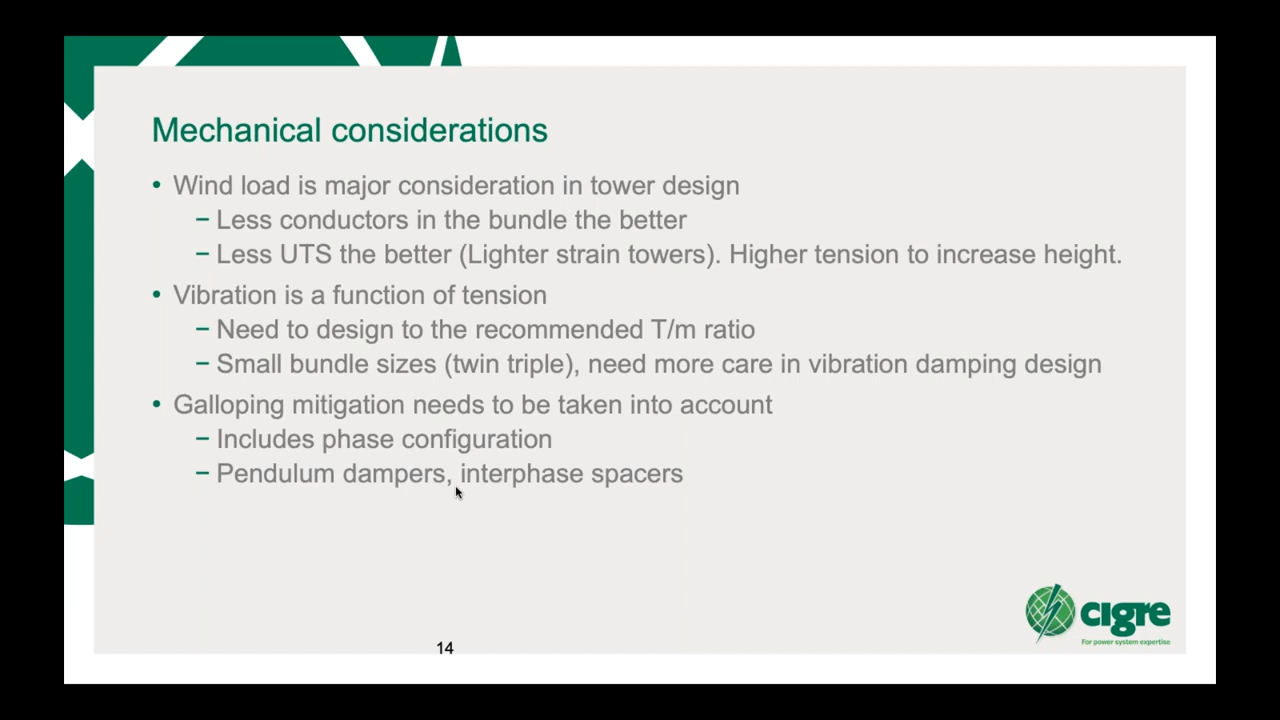 Mechanical considerations
• Wind load is major consideration in tower design
− Less conductors in the bundle the better
− Less UTS the better (Lighter strain towers). Higher tension to increase height.
• Vibration is a function of tension
− Need to design to the recommended T/m ratio
− Small bundle sizes (twin triple), need more care in vibration damping design
• Galloping mitigation needs to be taken into account
− Includes phase configuration
− Pendulum dampers, interphase spacers
cigre
For power system expertise
14